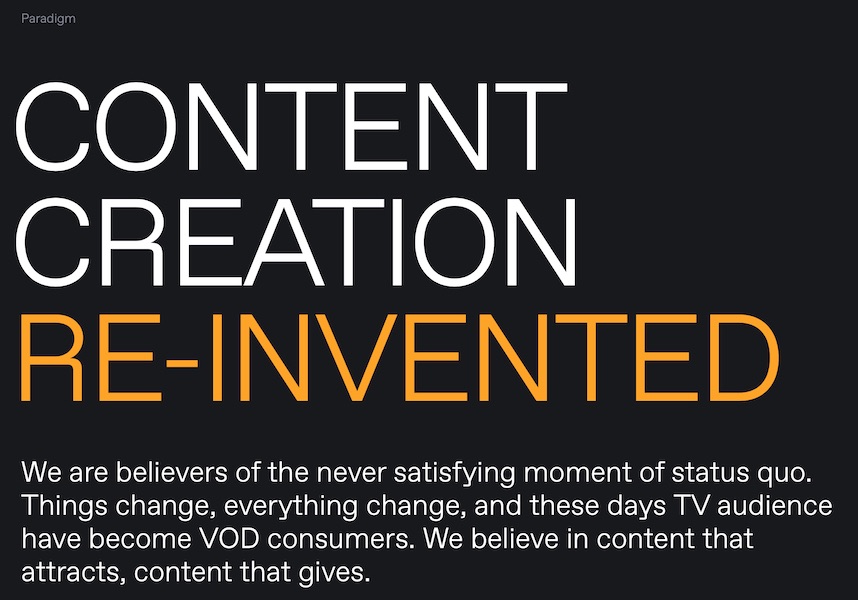 Paradigm
CONTENT
CREATION
RE-INVENTED
We are believers of the never satisfying moment of status quo.
Things change, everything change, and these days TV audience
have become VOD consumers. We believe in content that
attracts, content that gives.